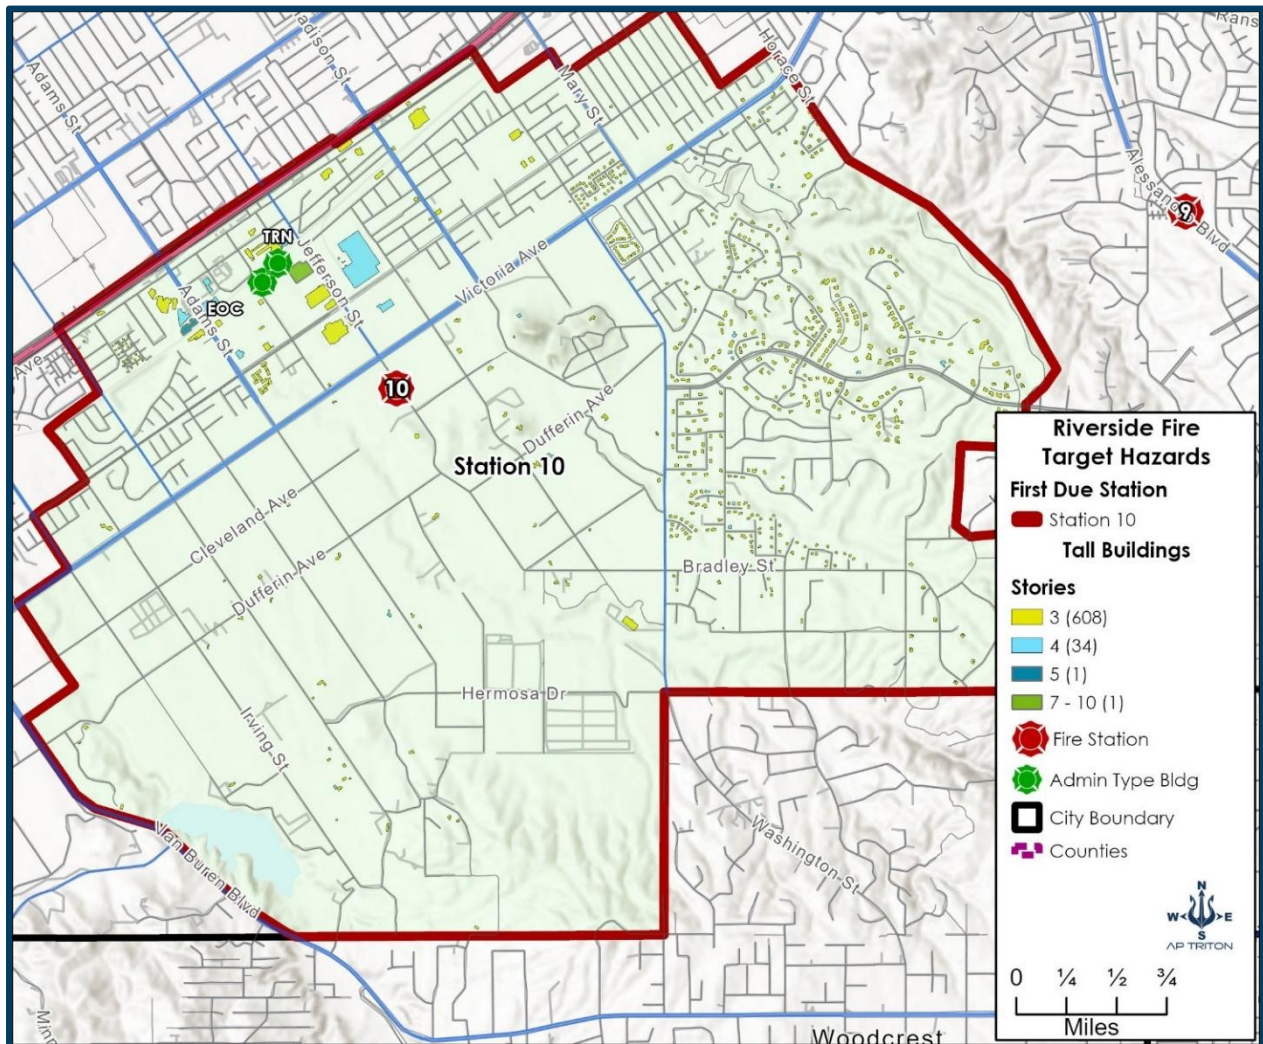 Adams St
adison St
Mary St
Horace St
Rans
Alessandro Blvd
9
TRN
Jefferson St
Victoria Ave
EOC
Adams St
Ave
10
Dufferin Ave
Station 10
Cleveland Ave
Dufferin Ave
Bradley St
Hermosa Dr
Irving St
Van Buren Blvd
Washington St
Woodcrest
Riverside Fire
Target Hazards
First Due Station
Station 10
Tall Buildings
Stories
3 (608)
4 (34)
5 (1)
7 - 10 (1)
Fire Station
Admin Type Bldg
City Boundary
Counties
N
W E
S
AP TRITON
0 ¼ ½ ¾
Miles